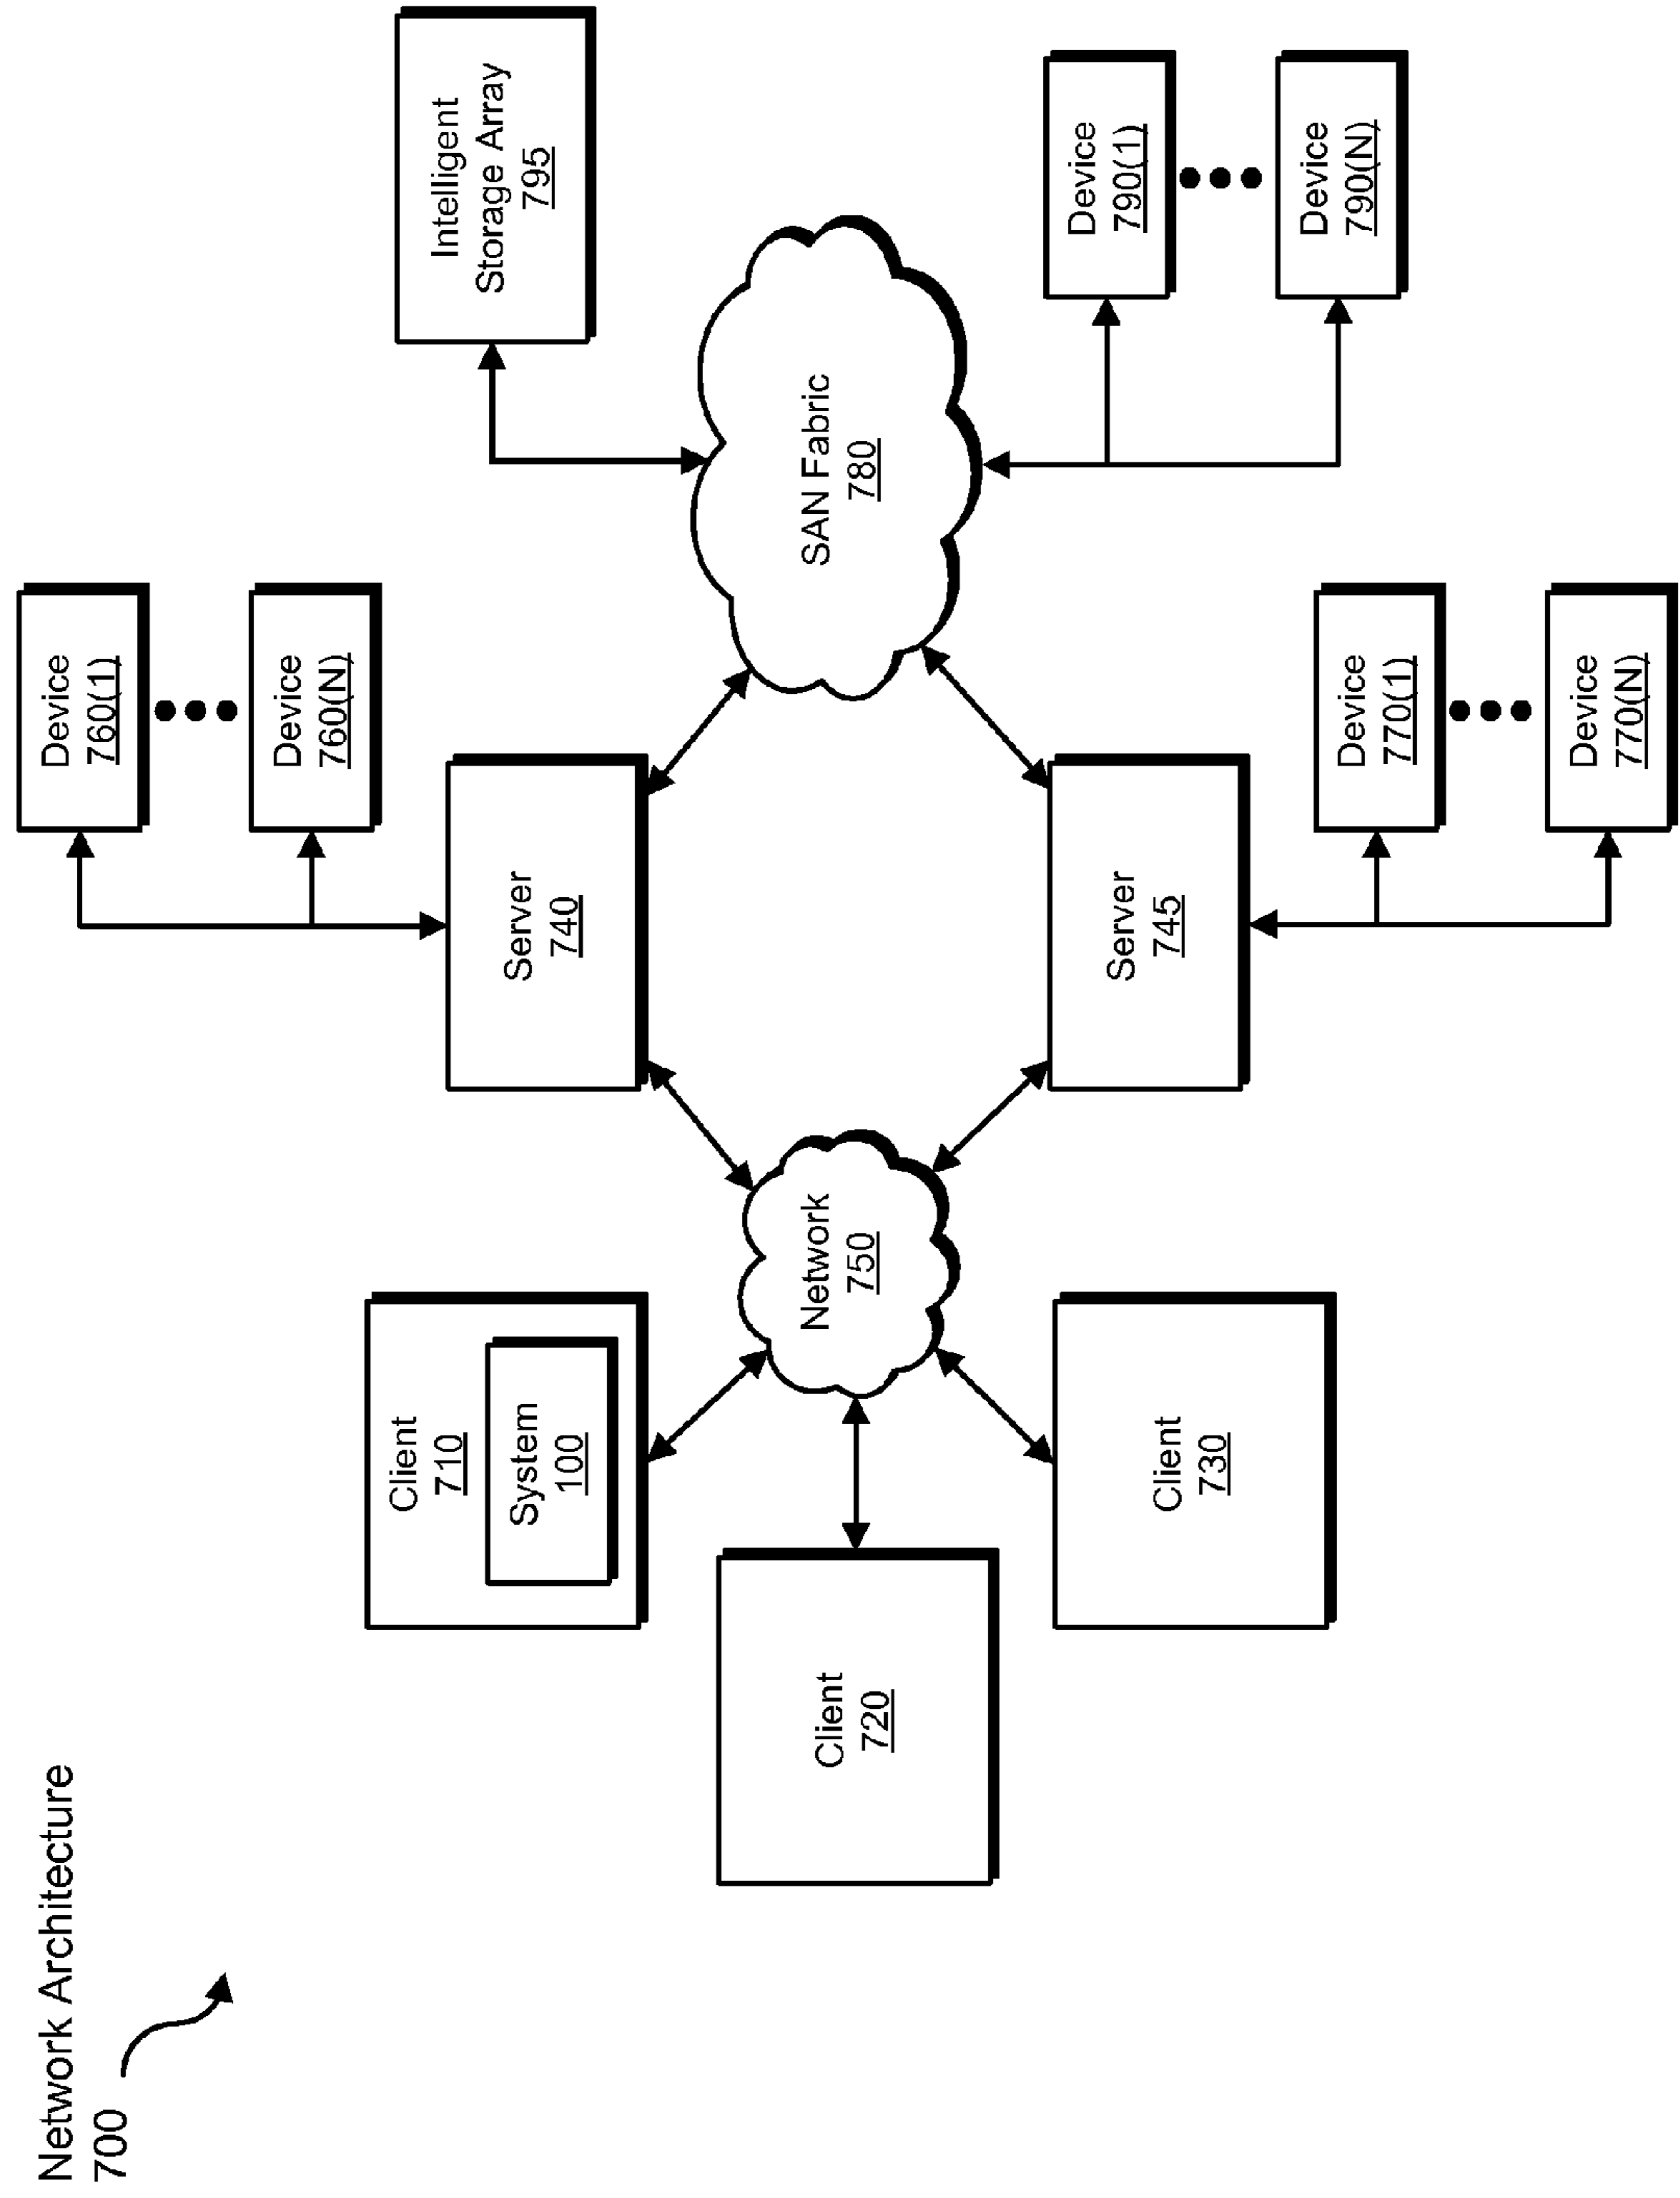 Network Architecture
700
Client
710
System
100
Client
720
Client
730
Network
750
Server
740
Server
745
Device
760(1)
Device
760(N)
Device
770(1)
Device
770(N)
SAN Fabric
780
Intelligent
Storage Array
795
Device
790(1)
Device
790(N)